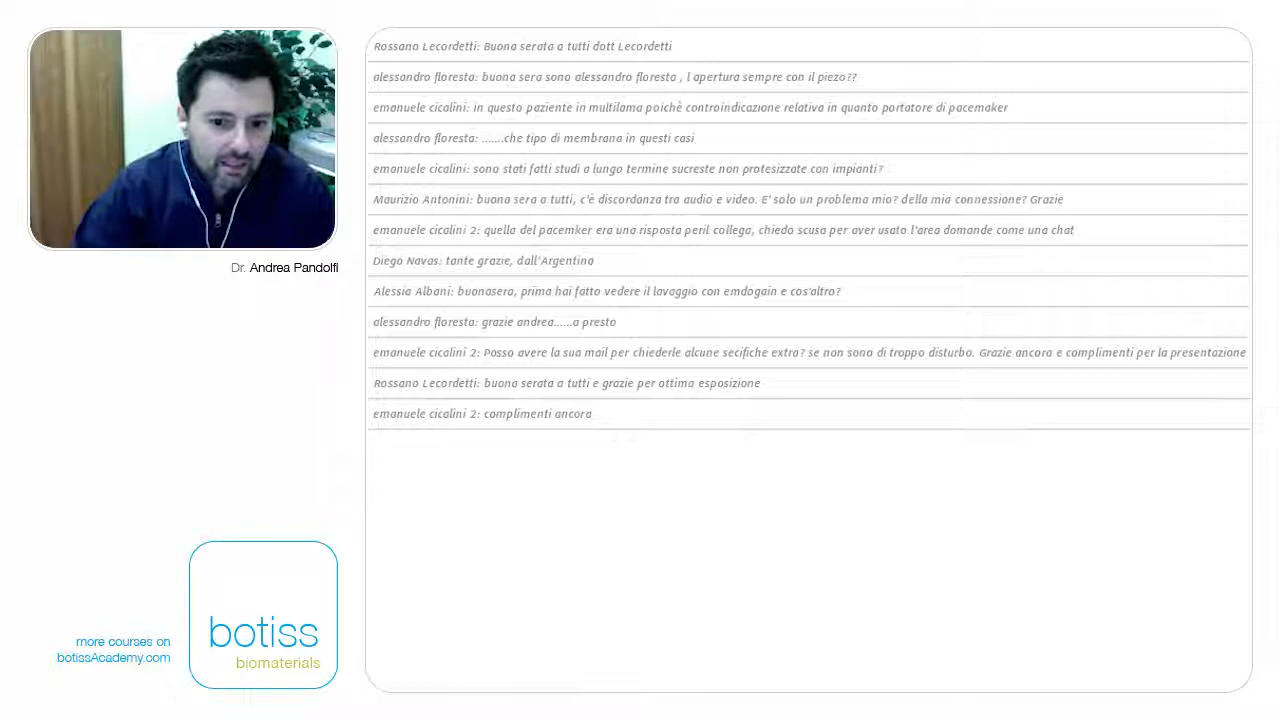 Dr. Andrea Pandolfi
Rossano Lecordetti: Buona serata a tutti dott Lecordetti
alessandro floresta: buona sera sono alessandro floresta , l apertura sempre con il piezo??
emanuele cicalini: in questo paziente in multilama poichè controindicazione relativa in quanto portatore di pacemaker
alessandro floresta: .......che tipo di membrana in questi casi
emanuele cicalini: sono stati fatti studi a lungo termine sucreste non protesizzate con impianti?
Maurizio Antonini: buona sera a tutti, c'è discordanza tra audio e video. E' solo un problema mio? della mia connessione? Grazie
emanuele cicalini 2: quella del pacemker era una risposta peril collega, chiedo scusa per aver usato l'area domande come una chat
Diego Navas: tante grazie, dall'Argentina
Alessia Albani: buonasera, prima hai fatto vedere il lavaggio con emdogain e cos'altro?
alessandro floresta: grazie andrea......a presto
emanuele cicalini 2: Posso avere la sua mail per chiederle alcune secifiche extra? se non sono di troppo disturbo. Grazie ancora e complimenti per la presentazione
Rossano Lecordetti: buona serata a tutti e grazie per ottima esposizione
emanuele cicalini 2: complimenti ancora
more courses on
botissAcademy.com
botiss
biomaterials